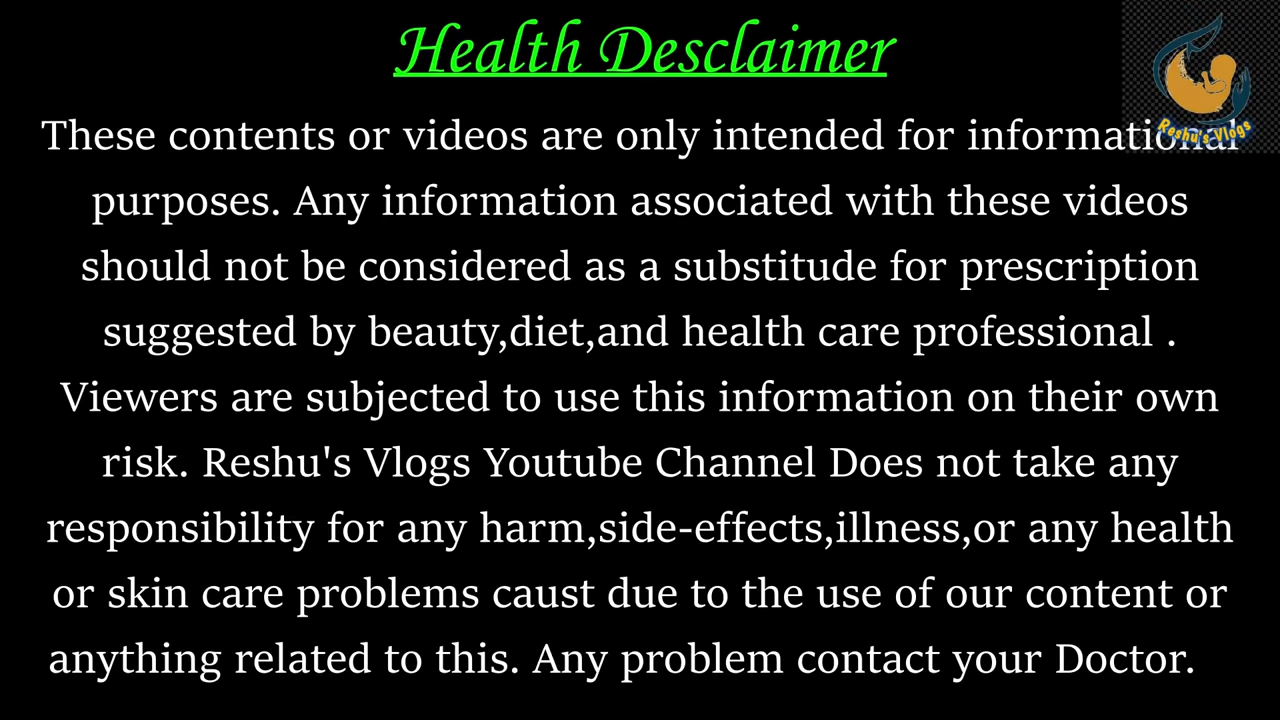 Health Desclaimer
Reshu's Vlogs
These contents or videos are only intended for informational
purposes. Any information associated with these videos
should not be considered as a substitude for prescription
suggested by beauty,diet,and health care professional .
Viewers are subjected to use this information on their own
risk. Reshu's Vlogs Youtube Channel Does not take any
responsibility for any harm,side-effects,illness,or any health
or skin care problems caust due to the use of our content or
anything related to this. Any problem contact your Doctor.